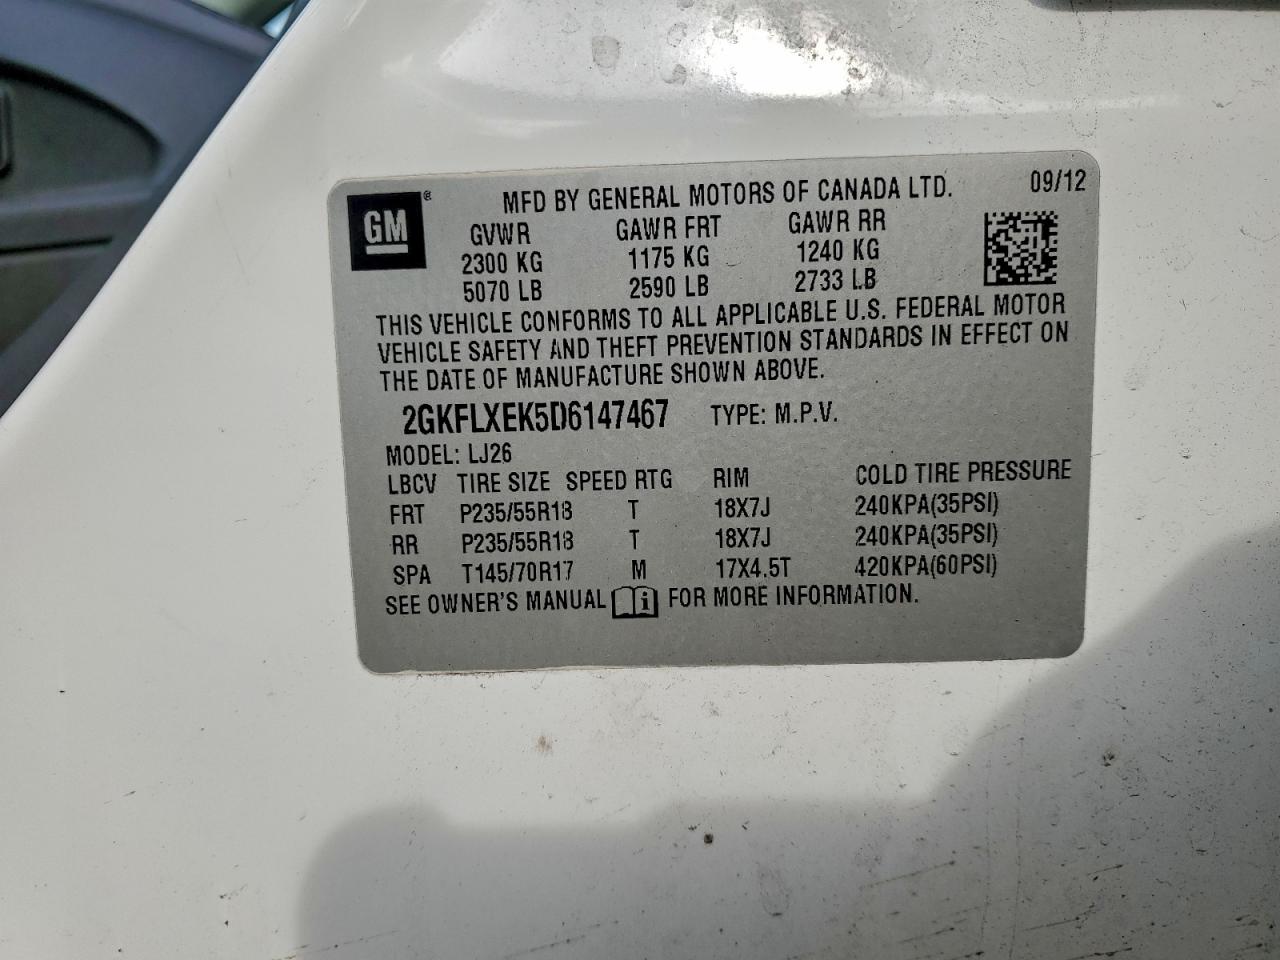 GM ®
MFD BY GENERAL MOTORS OF CANADA LTD. 09/12
GVWR GAWR FRT GAWR RR
2300 KG 1175 KG 1240 KG
5070 LB 2590 LB 2733 LB
THIS VEHICLE CONFORMS TO ALL APPLICABLE U.S. FEDERAL MOTOR
VEHICLE SAFETY AND THEFT PREVENTION STANDARDS IN EFFECT ON
THE DATE OF MANUFACTURE SHOWN ABOVE.
2GKFLXEK5D6147467 TYPE: M.P.V.
MODEL: LJ26
LBCV TIRE SIZE SPEED RTG RIM COLD TIRE PRESSURE
FRT P235/55R18 T 18X7J 240KPA(35PSI)
RR P235/55R18 T 18X7J 240KPA(35PSI)
SPA T145/70R17 M 17X4.5T 420KPA(60PSI)
SEE OWNER'S MANUAL i FOR MORE INFORMATION.